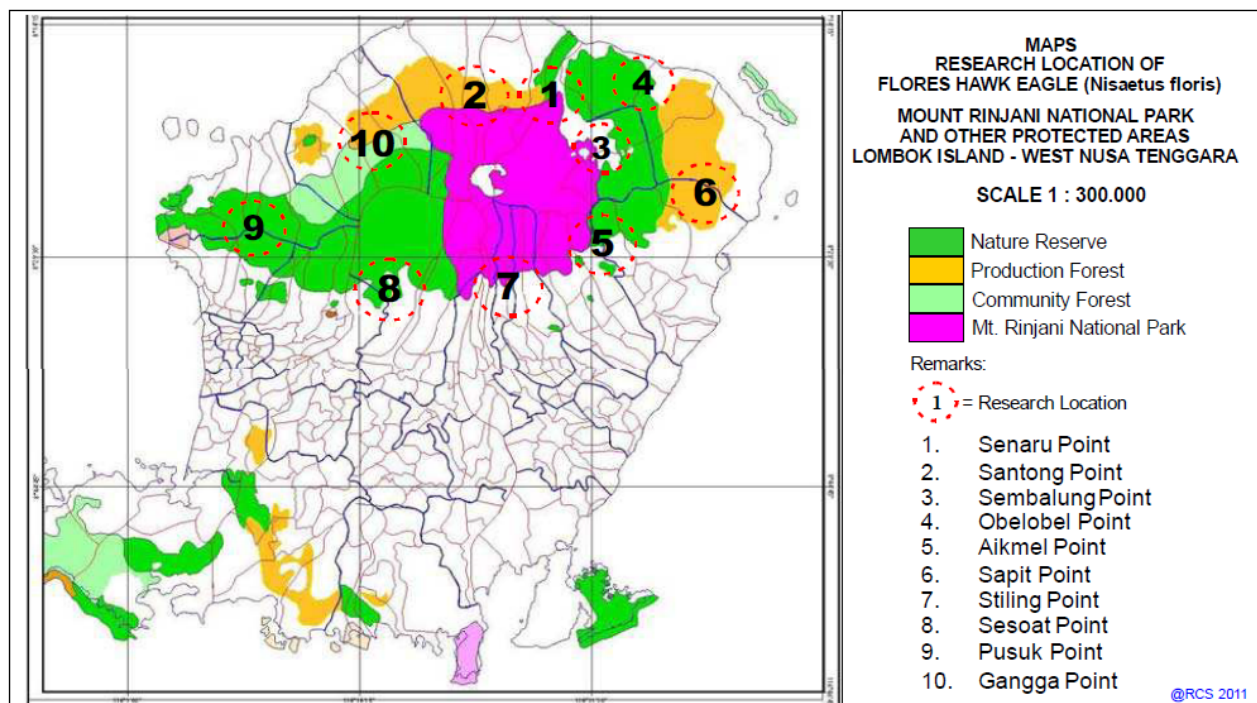 2
1
4
10
3
6
9
5
8
7
MAPS
RESEARCH LOCATION OF
FLORES HAWK EAGLE (Nisaetus floris)
MOUNT RINJANI NATIONAL PARK
AND OTHER PROTECTED AREAS
LOMBOK ISLAND - WEST NUSA TENGGARA
SCALE 1 : 300.000
Nature Reserve
Production Forest
Community Forest
Mt. Rinjani National Park
Remarks:
1 = Research Location
1. Senaru Point
2. Santong Point
3. Sembalung Point
4. Obelobel Point
5. Aikmel Point
6. Sapit Point
7. Stiling Point
8. Sesoat Point
9. Pusuk Point
10. Gangga Point
@RCS 2011